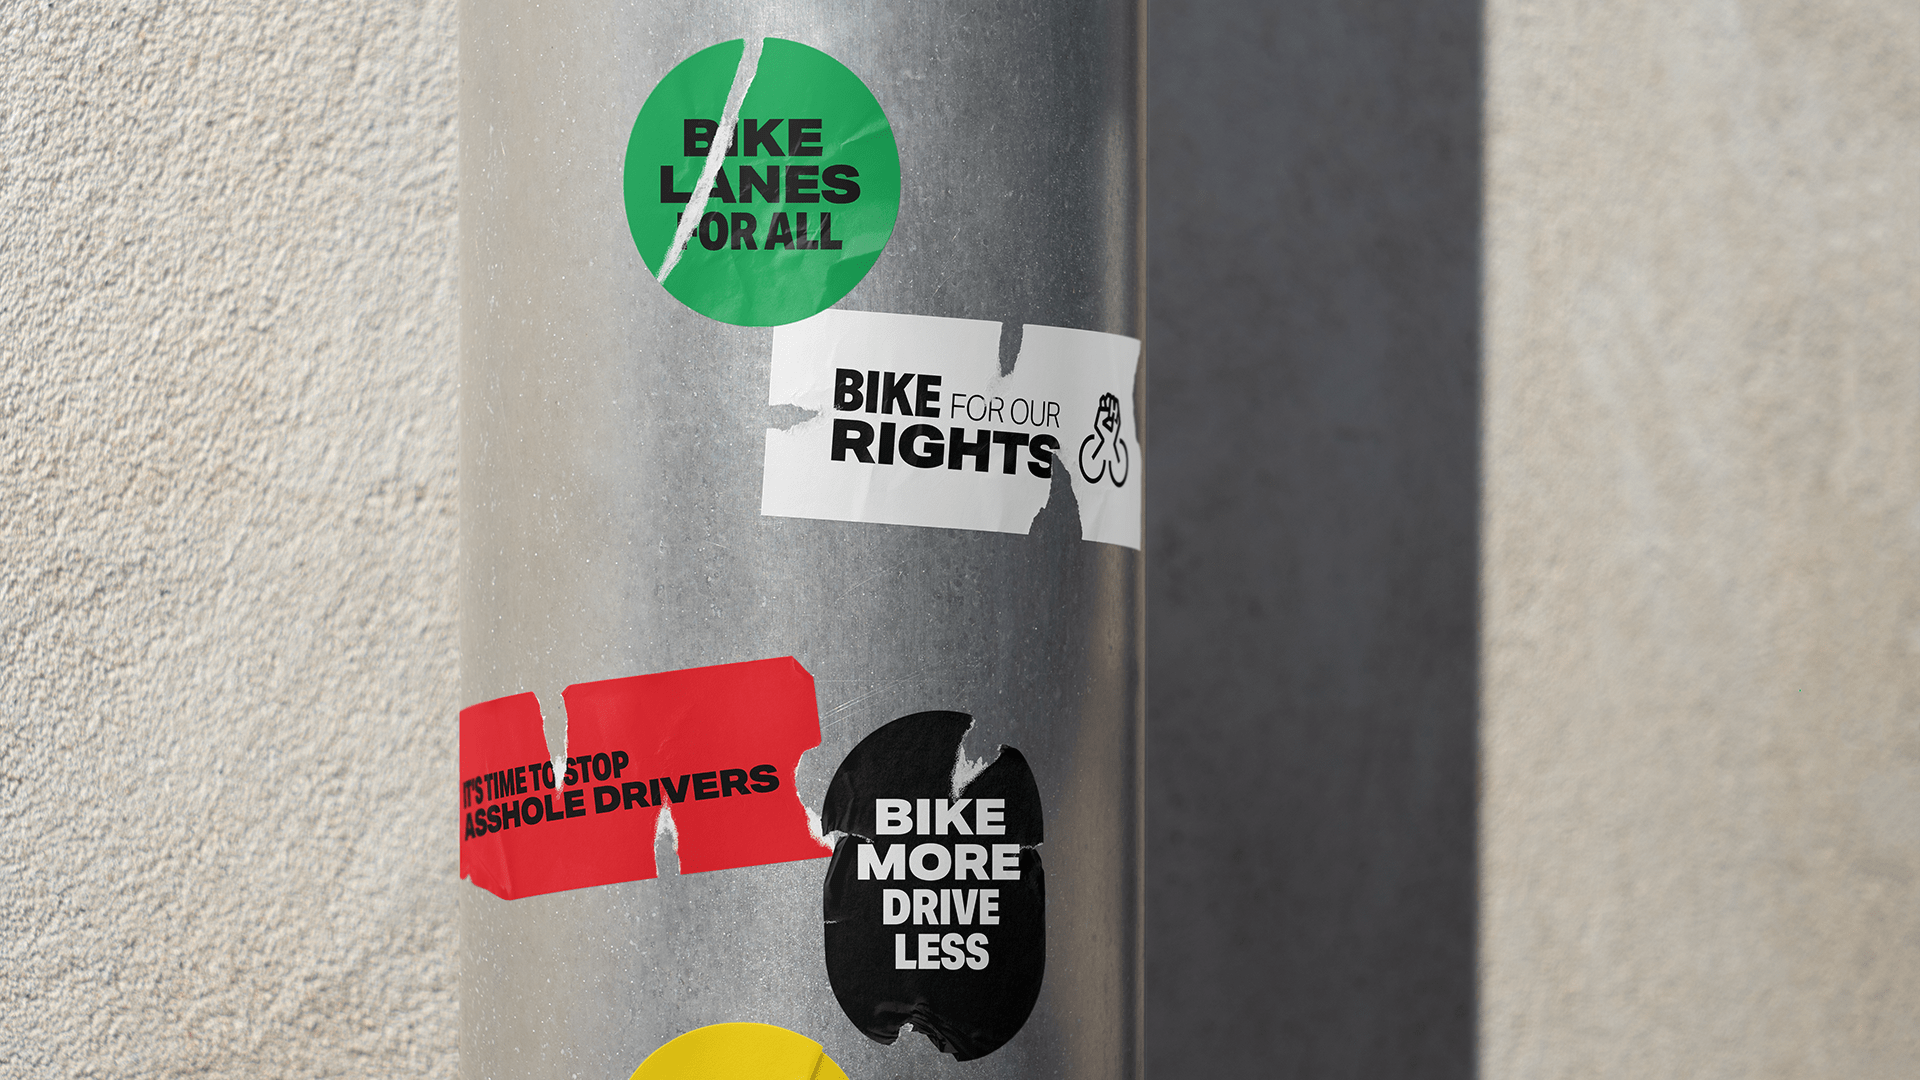 BIKE
LANES
FOR ALL
BIKE FOR OUR
RIGHTS
IT'S TIME TO STOP
ASSHOLE DRIVERS
BIKE
MORE
DRIVE
LESS